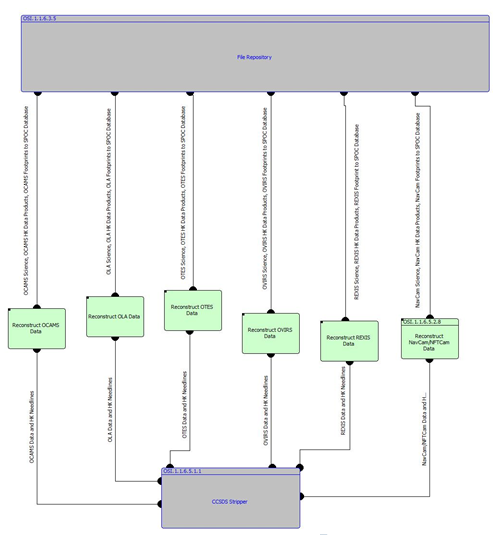 OSI.1.1.6.3.5
File Repository
OCAMS Science, OCAMS HK Data Products, OCAMS Footprints to SPOC Database
OLA Science, OLA HK Data Products, OLA Footprints to SPOC Database
OTES Science, OTES HK Data Products, OTES Footprints to SPOC Database
OVIRS Science, OVIRS HK Data Products, OVIRS Footprints to SPOC Database
REXIS Science, REXIS HK Data Products, REXIS Footprint to SPOC Database
NavCam Science, NavCam HK Data Products, NavCam Footprints to SPOC Database
Reconstruct OCAMS
Data
Reconstruct OLA Data
Reconstruct OTES
Data
Reconstruct OVIRS
Data
Reconstruct REXIS
Data
OSI.1.1.6.5.2.8
Reconstruct
NavCam/NFTCam
Data
OCAMS Data and HK Needlines
OLA Data and HK Needlines
OTES Data and HK Needlines
OVIRS Data and HK Needlines
REXIS Data and HK Needlines
NavCam/NFTCam Data and H...
OSI.1.1.6.5.1.1
CCSDS Stripper